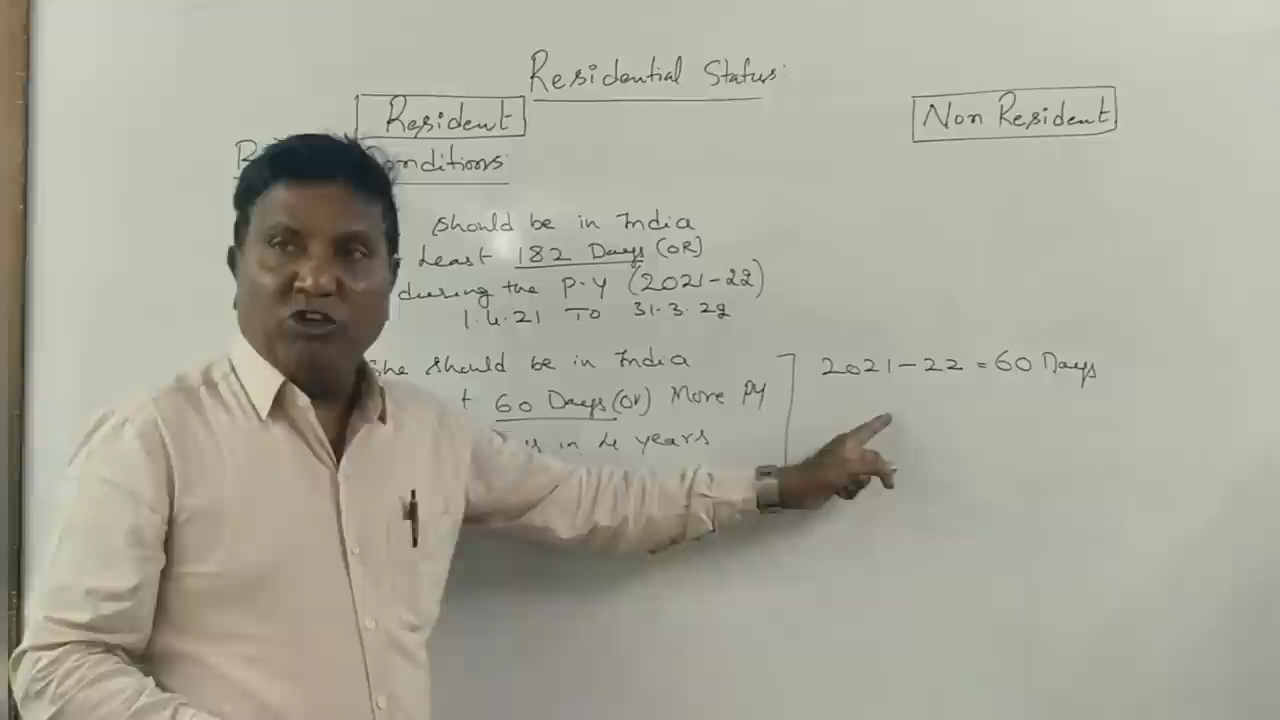 Residential Status:
Resident
Non Resident
Conditions:
Should be in India
Least 182 Days (OR)
during the P.Y (2021-22)
1.4.21 To 31.3.22
she should be in India
60 Days (Or) More PY
in 4 years
2021-22 = 60 Days